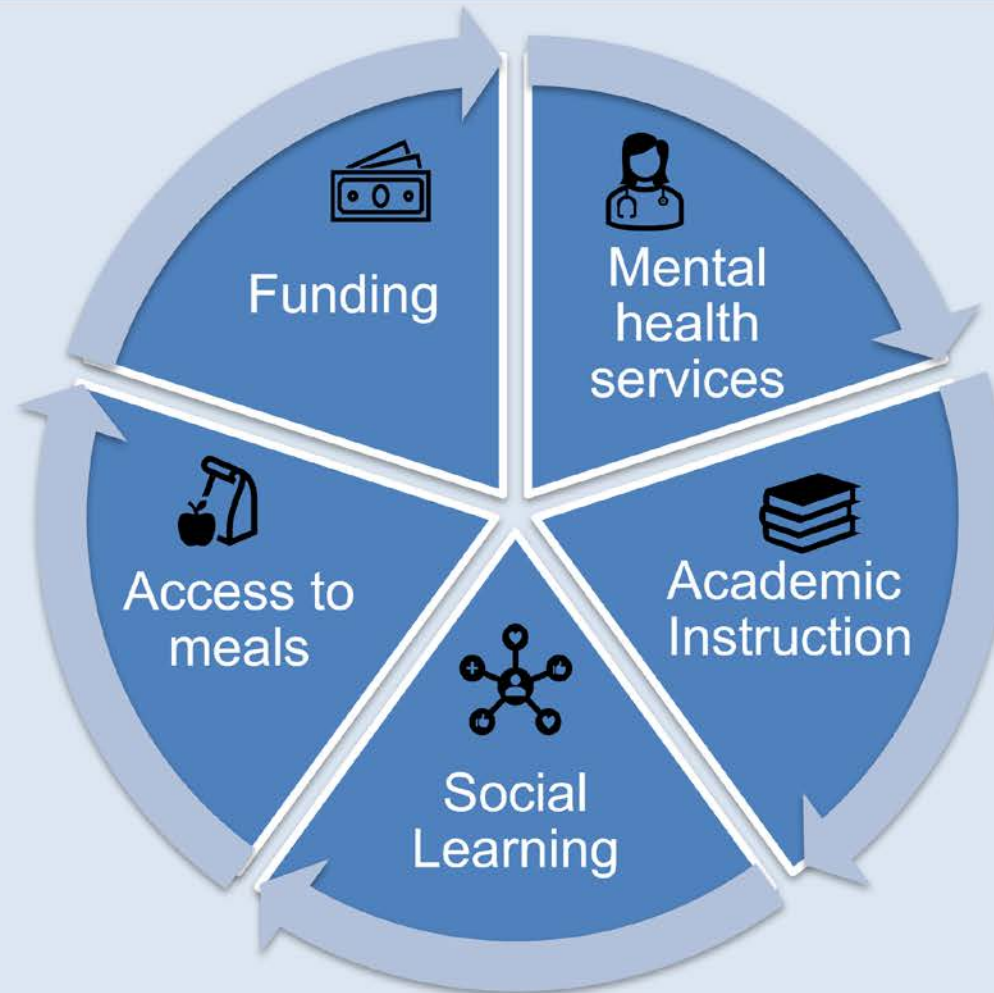 Funding
Mental
health
services
Academic
Instruction
Social
Learning
Access to
meals